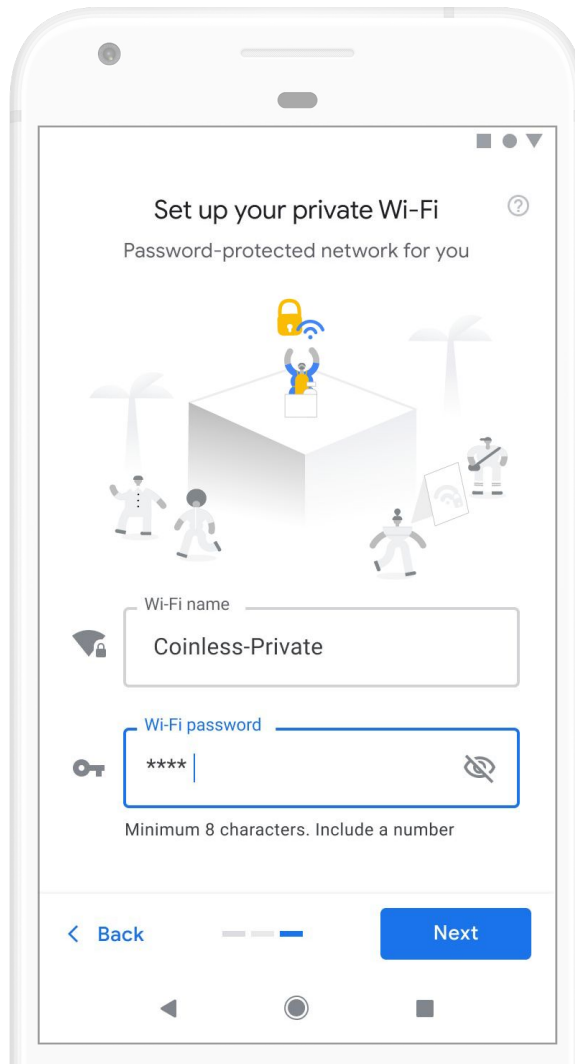 Set up your private Wi-Fi
Password-protected network for you
Wi-Fi name
Coinless-Private
Wi-Fi password
****
Minimum 8 characters. Include a number
Back
Next